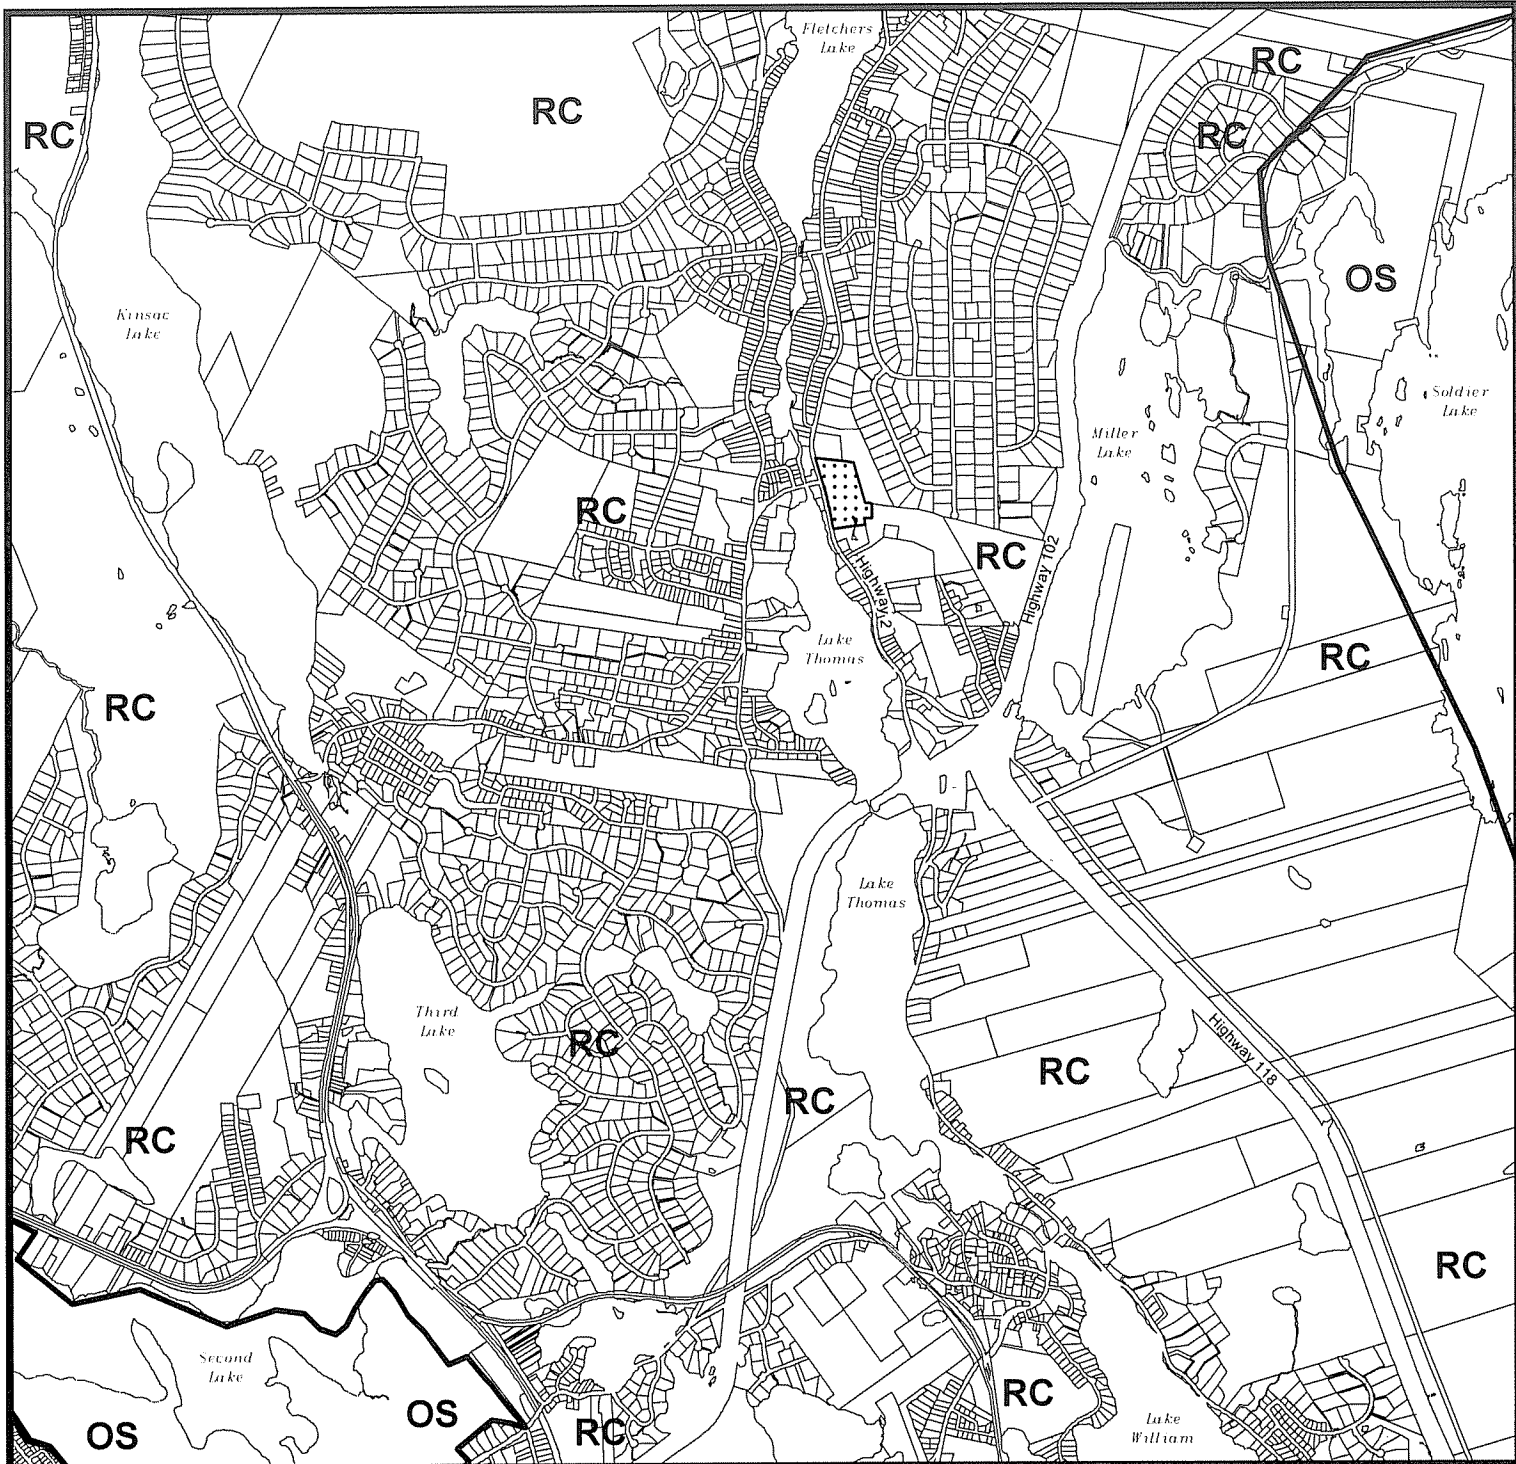 Fletchers
Lake
RC
RC
RC
RC
OS
Kinsac
Lake
Soldier
Lake
Miller
Lake
RC
RC
Highway 102
Highway 2
Lake
Thomas
RC
RC
Lake
Thomas
Third
Lake
RC
Highway 118
RC
RC
RC
RC
Second
Lake
RC
OS
OS
RC
RC
Lake
William